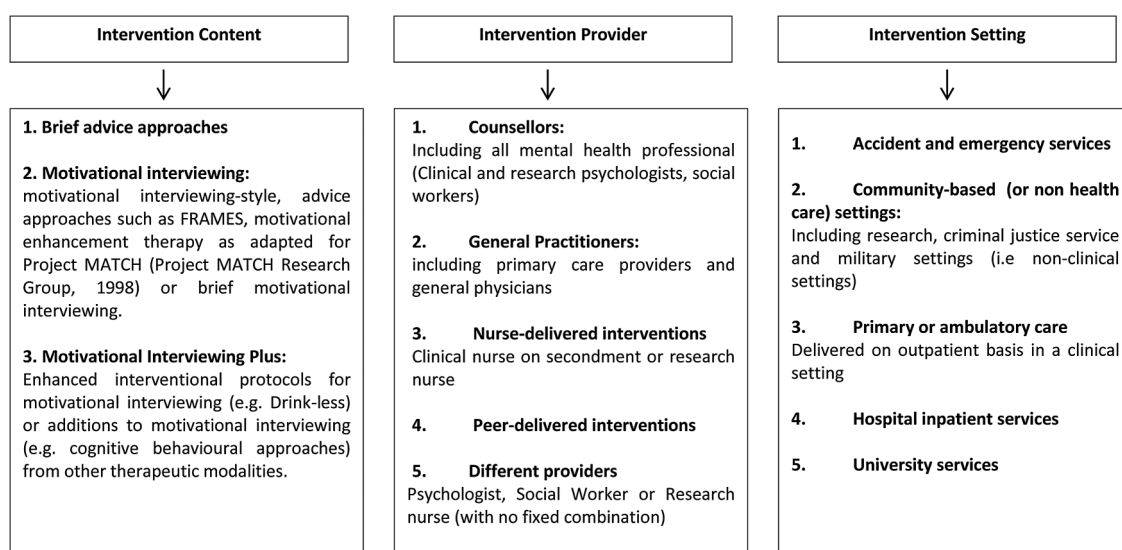 Intervention Content
Intervention Provider
Intervention Setting
1. Brief advice approaches
2. Motivational interviewing:
motivational interviewing-style, advice
approaches such as FRAMES, motivational
enhancement therapy as adapted for
Project MATCH (Project MATCH Research
Group, 1998) or brief motivational
interviewing.
3. Motivational Interviewing Plus:
Enhanced interventional protocols for
motivational interviewing (e.g. Drink-less)
or additions to motivational interviewing
(e.g. cognitive behavioural approaches)
from other therapeutic modalities.
1. Counsellors:
Including all mental health professional
(Clinical and research psychologists, social
workers)
2. General Practitioners:
including primary care providers and
general physicians
3. Nurse-delivered interventions
Clinical nurse on secondment or research
nurse
4. Peer-delivered interventions
5. Different providers
Psychologist, Social Worker or Research
nurse (with no fixed combination)
1. Accident and emergency services
2. Community-based (or non health
care) settings:
Including research, criminal justice service
and military settings (i.e non-clinical
settings)
3. Primary or ambulatory care
Delivered on outpatient basis in a clinical
setting
4. Hospital inpatient services
5. University services